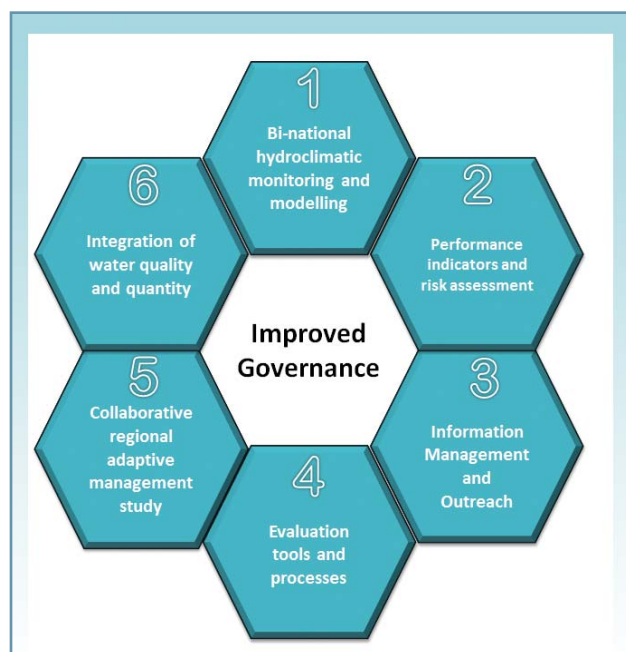 1
Bi-national
hydroclimatic
monitoring and
modelling
2
Performance
indicators and
risk assessment
3
Information
Management
and
Outreach
4
Evaluation
tools and
processes
5
Collaborative
regional
adaptive
management
study
6
Integration of
water quality
and quantity
Improved
Governance